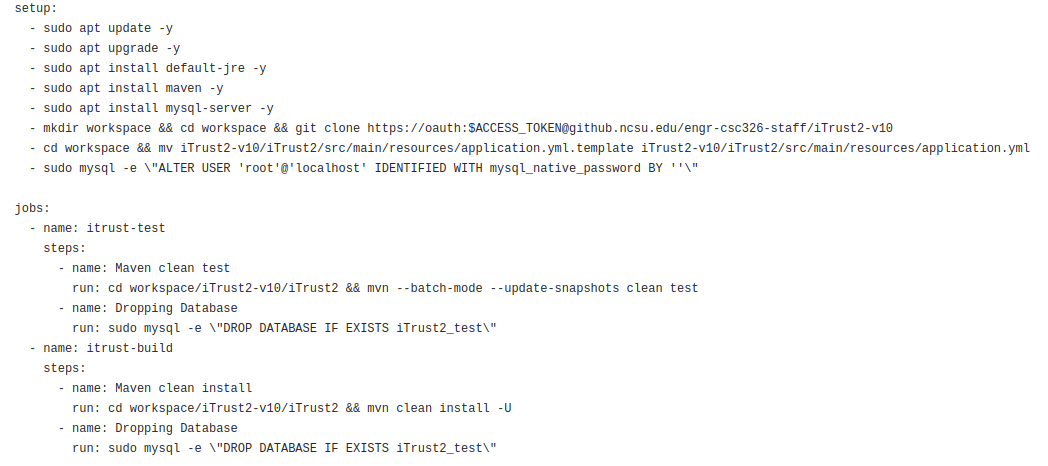 setup:
  - sudo apt update -y
  - sudo apt upgrade -y
  - sudo apt install default-jre -y
  - sudo apt install maven -y
  - sudo apt install mysql-server -y
  - mkdir workspace && cd workspace && git clone https://oauth:$ACCESS_TOKEN@github.ncsu.edu/engr-csc326-staff/iTrust2-v10
  - cd workspace && mv iTrust2-v10/iTrust2/src/main/resources/application.yml.template iTrust2-v10/iTrust2/src/main/resources/application.yml
  - sudo mysql -e \"ALTER USER 'root'@'localhost' IDENTIFIED WITH mysql_native_password BY ''\"

jobs:
  - name: itrust-test
    steps:
      - name: Maven clean test
        run: cd workspace/iTrust2-v10/iTrust2 && mvn --batch-mode --update-snapshots clean test
      - name: Dropping Database
        run: sudo mysql -e \"DROP DATABASE IF EXISTS iTrust2_test\"
  - name: itrust-build
    steps:
      - name: Maven clean install
        run: cd workspace/iTrust2-v10/iTrust2 && mvn clean install -U
      - name: Dropping Database
        run: sudo mysql -e \"DROP DATABASE IF EXISTS iTrust2_test\"